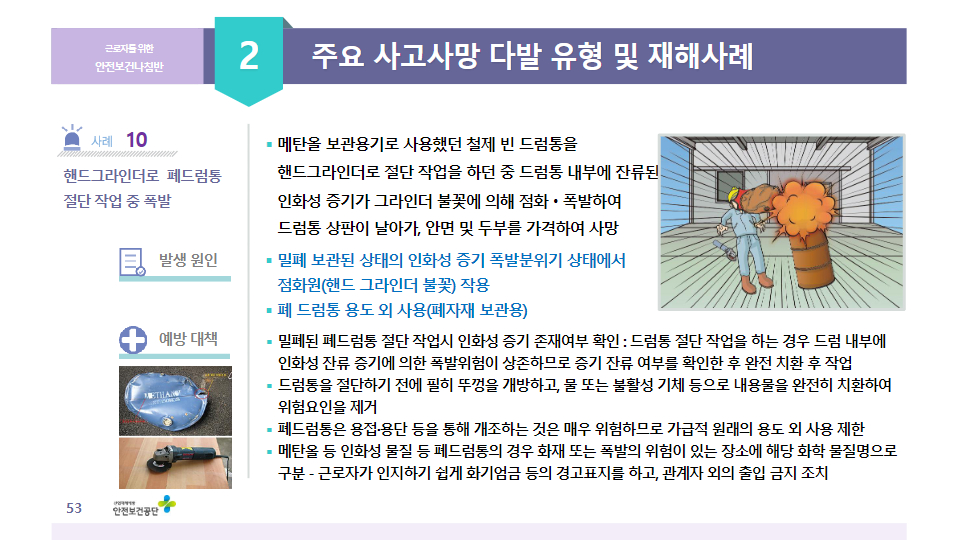 근로자를 위한
안전보건나침반
2
주요 사고사망 다발 유형 및 재해사례
사례 10
핸드그라인더로 폐드럼통
절단 작업 중 폭발
▪ 메탄올 보관용기로 사용했던 철제 빈 드럼통을
핸드그라인더로 절단 작업을 하던 중 드럼통 내부에 잔류된
인화성 증기가 그라인더 불꽃에 의해 점화・폭발하여
드럼통 상판이 날아가, 안면 및 두부를 가격하여 사망
발생 원인
▪ 밀폐 보관된 상태의 인화성 증기 폭발분위기 상태에서
점화원(핸드 그라인더 불꽃) 작용
▪ 폐 드럼통 용도 외 사용(폐자재 보관용)
예방 대책
▪ 밀폐된 폐드럼통 절단 작업시 인화성 증기 존재여부 확인 : 드럼통 절단 작업을 하는 경우 드럼 내부에
인화성 잔류 증기에 의한 폭발위험이 상존하므로 증기 잔류 여부를 확인한 후 완전 치환 후 작업
▪ 드럼통을 절단하기 전에 필히 뚜껑을 개방하고, 물 또는 불활성 기체 등으로 내용물을 완전히 치환하여
위험요인을 제거
▪ 폐드럼통은 용접·용단 등을 통해 개조하는 것은 매우 위험하므로 가급적 원래의 용도 외 사용 제한
▪ 메탄올 등 인화성 물질 등 폐드럼통의 경우 화재 또는 폭발의 위험이 있는 장소에 해당 화학 물질명으로
구분 - 근로자가 인지하기 쉽게 화기엄금 등의 경고표지를 하고, 관계자 외의 출입 금지 조치
METHANOL
53
산업재해예방
안전보건공단